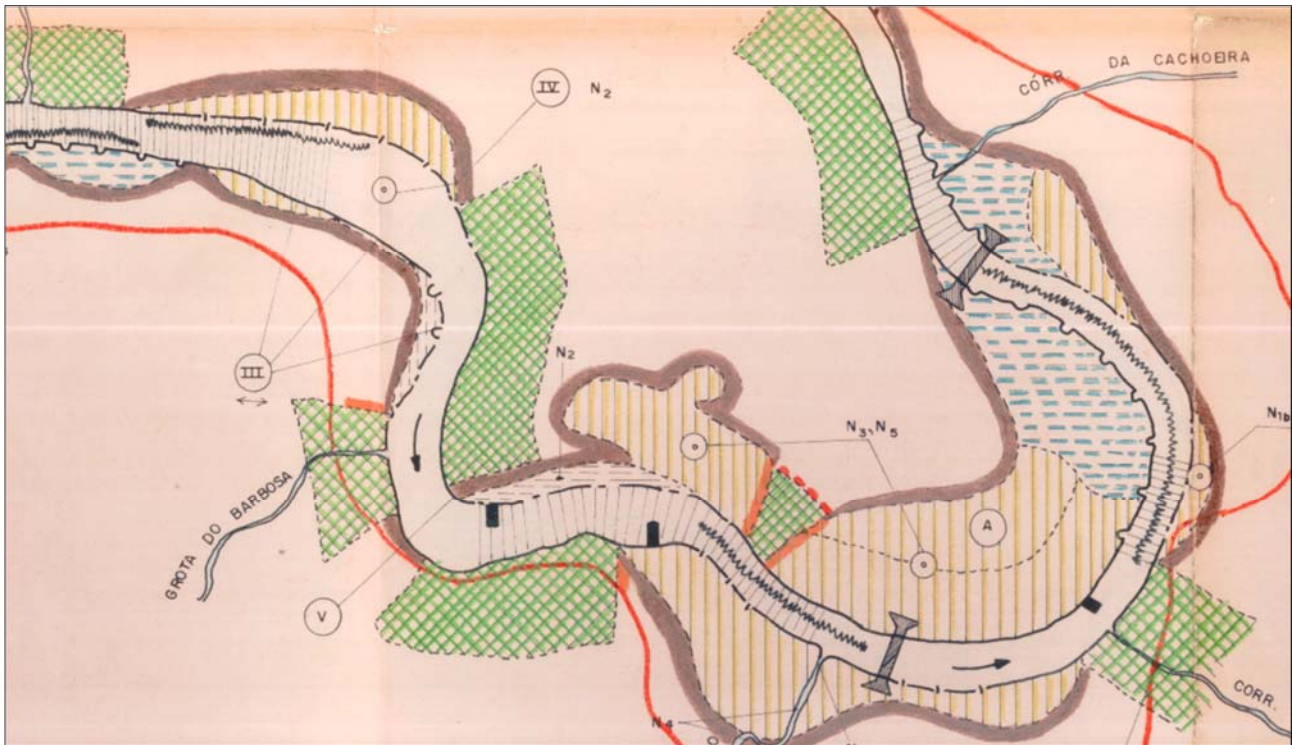 CÓRR. DA CACHOEIRA
IV N2
III
N2
N3, N5
N1b
A
GROTA DO BARBOSA
V
N4
CORR.